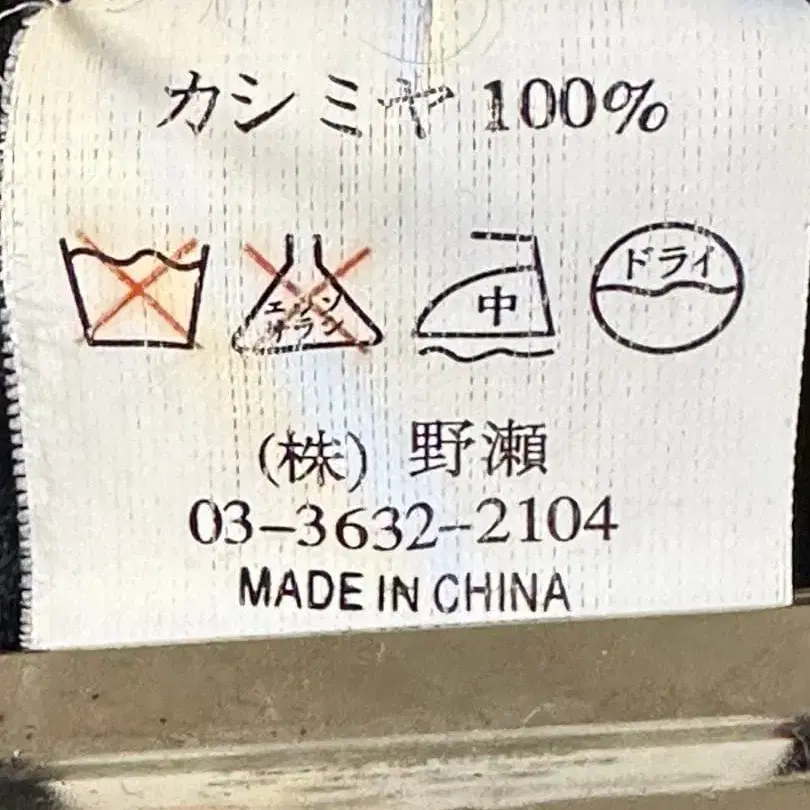 カシミヤ 100%
エンソ
サラシ
中
ドライ
(株) 野瀬
03-3632-2104
MADE IN CHINA